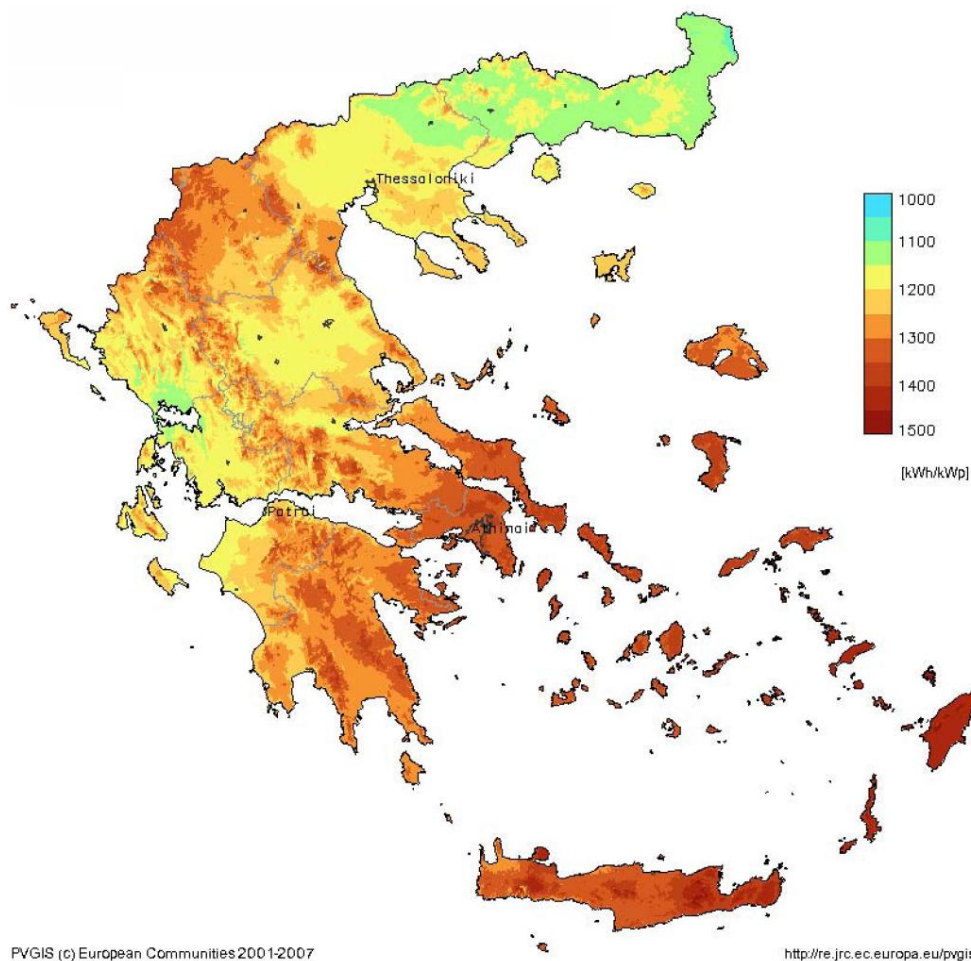 Thessaloniki
1000
1100
1200
1300
1400
1500
[kWh/kWp]
Patrai
Athinai
PVGIS (c) European Communities 2001-2007
http://re.jrc.ec.europa.eu/pvgis